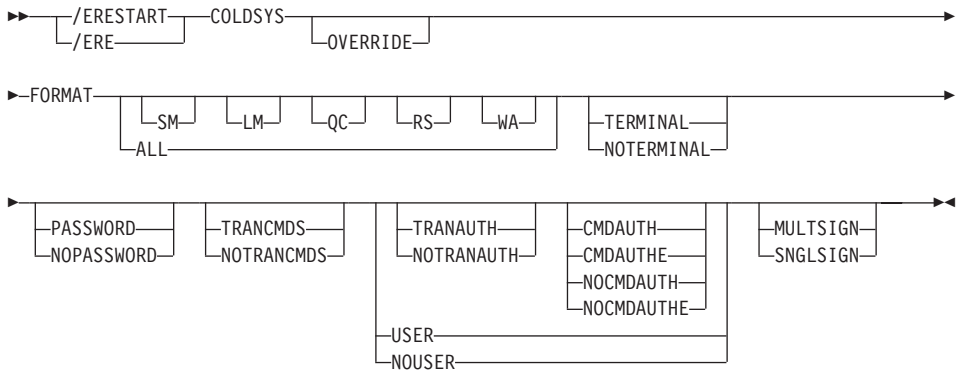 /ERESTART COLDSYS
/ERE OVERRIDE
FORMAT
SM LM QC RS WA TERMINAL
ALL NOTERMINAL
PASSWORD TRANCMDS TRANAUTH CMDAUTH MULTSIGN
NOPASSWORD NOTRANCMDS NOTRANAUTH CMDAUTHE SNGLSIGN
NOCMDAUTH
NOCMDAUTHE
USER
NOUSER